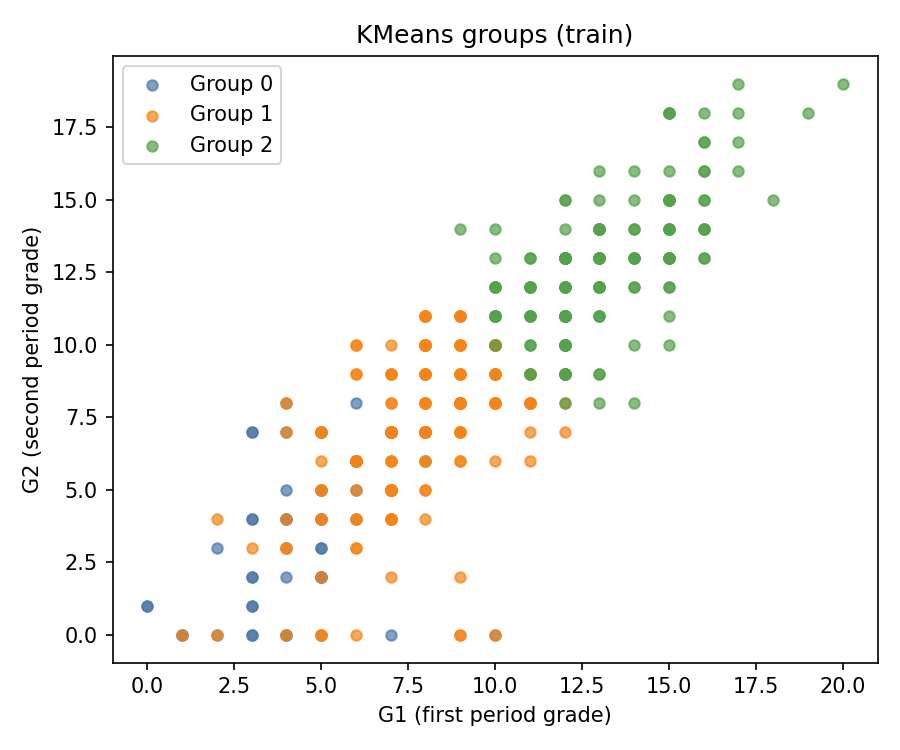 KMeans groups (train)
Group 0
Group 1
Group 2
G2 (second period grade)
17.5
15.0
12.5
10.0
7.5
5.0
2.5
0.0
0.0 2.5 5.0 7.5 10.0 12.5 15.0 17.5 20.0
G1 (first period grade)